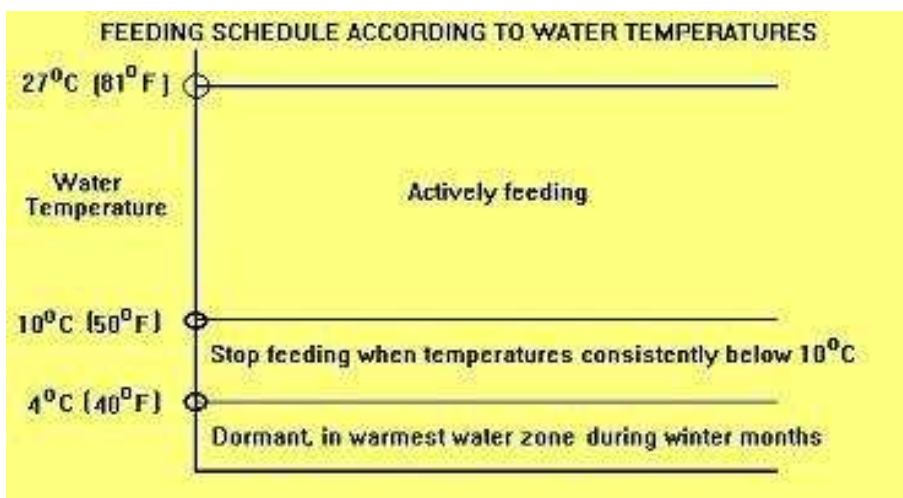 FEEDING SCHEDULE ACCORDING TO WATER TEMPERATURES
27°C (81°F)
Water
Temperature
Actively feeding
10°C (50°F)
Stop feeding when temperatures consistently below 10°C
4°C (40°F)
Dormant, in warmest water zone during winter months